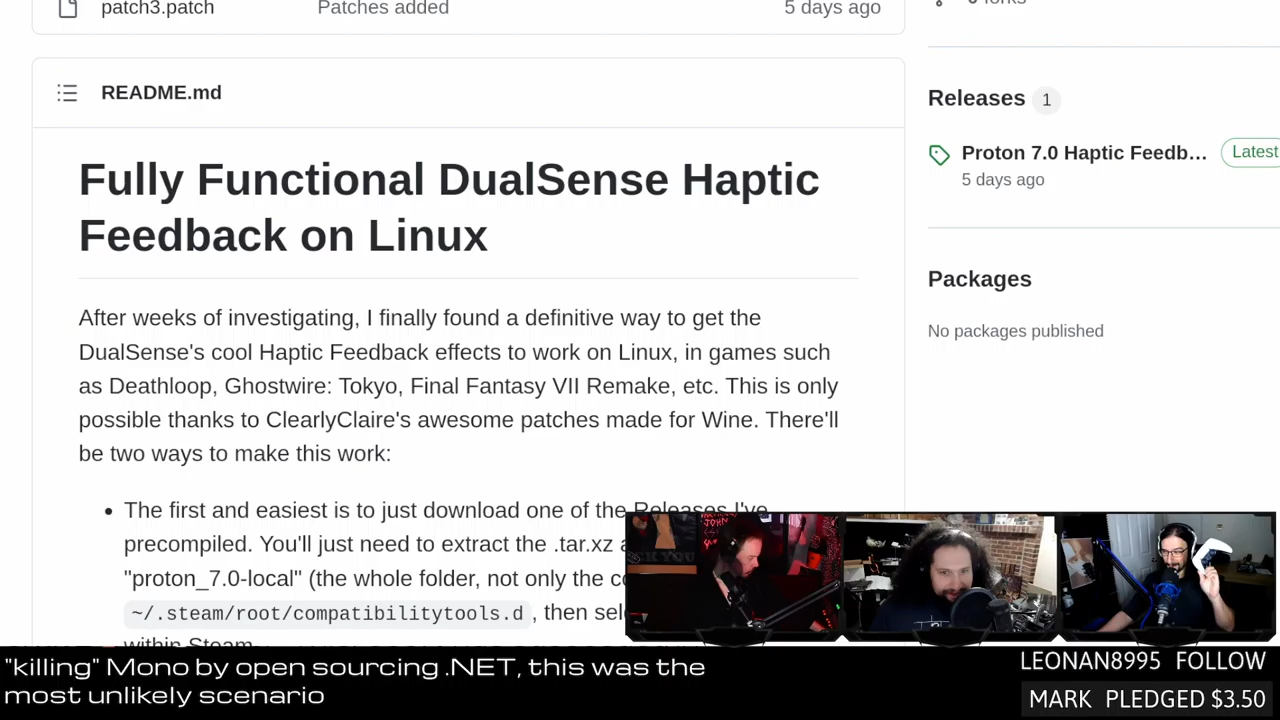 patch3.patch
Patches added
5 days ago
README.md
Fully Functional DualSense Haptic
Feedback on Linux
After weeks of investigating, I finally found a definitive way to get the
DualSense's cool Haptic Feedback effects to work on Linux, in games such
as Deathloop, Ghostwire: Tokyo, Final Fantasy VII Remake, etc. This is only
possible thanks to ClearlyClaire's awesome patches made for Wine. There'll
be two ways to make this work:
• The first and easiest is to just download one of the Releases I've
precompiled. You'll just need to extract the .tar.xz
"proton_7.0-local" (the whole folder, not only the
~/.steam/root/compatibilitytools.d , then
within Steam
forks
Releases 1
Proton 7.0 Haptic Feedb...
Latest
5 days ago
Packages
No packages published
"killing" Mono by open sourcing .NET, this was the
most unlikely scenario
LEONAN8995 FOLLOW
MARK PLEDGED $3.50